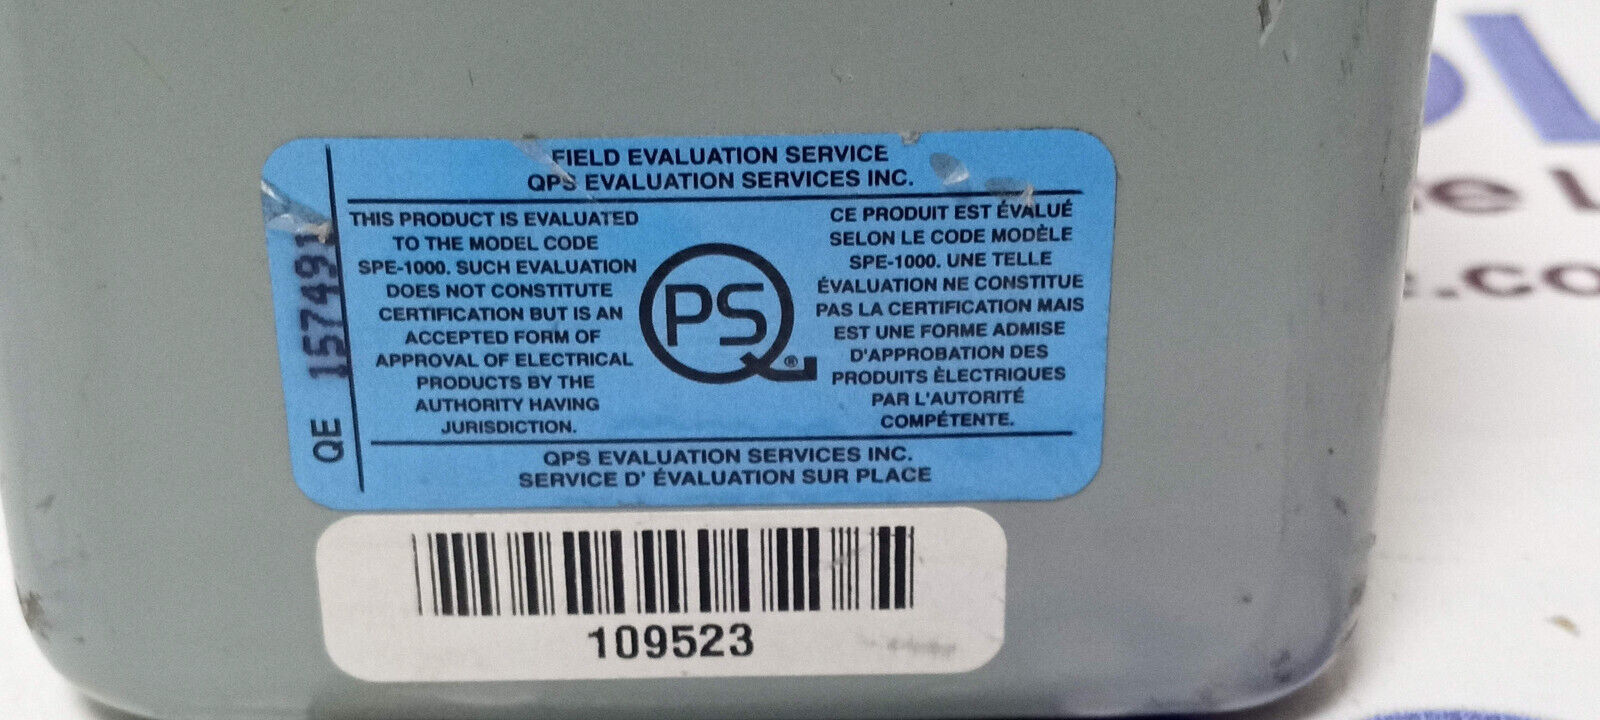 FIELD EVALUATION SERVICE
QPS EVALUATION SERVICES INC.
QE 157491
THIS PRODUCT IS EVALUATED
TO THE MODEL CODE
SPE-1000. SUCH EVALUATION
DOES NOT CONSTITUTE
CERTIFICATION BUT IS AN
ACCEPTED FORM OF
APPROVAL OF ELECTRICAL
PRODUCTS BY THE
AUTHORITY HAVING
JURISDICTION.
QPS ®
CE PRODUIT EST ÉVALUÉ
SELON LE CODE MODÈLE
SPE-1000. UNE TELLE
ÉVALUATION NE CONSTITUE
PAS LA CERTIFICATION MAIS
EST UNE FORME ADMISE
D'APPROBATION DES
PRODUITS ÈLECTRIQUES
PAR L'AUTORITÉ
COMPÉTENTE.
QPS EVALUATION SERVICES INC.
SERVICE D' ÉVALUATION SUR PLACE
109523